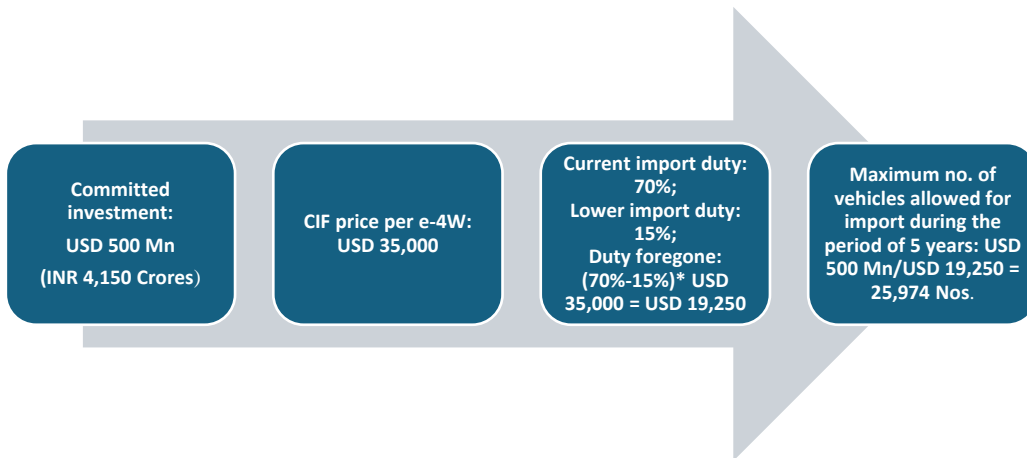 Committed
investment:
USD 500 Mn
(INR 4,150 Crores)
CIF price per e-4W:
USD 35,000
Current import duty:
70%;
Lower import duty:
15%;
Duty foregone:
(70%-15%)* USD
35,000 = USD 19,250
Maximum no. of
vehicles allowed for
import during the
period of 5 years: USD
500 Mn/USD 19,250 =
25,974 Nos.